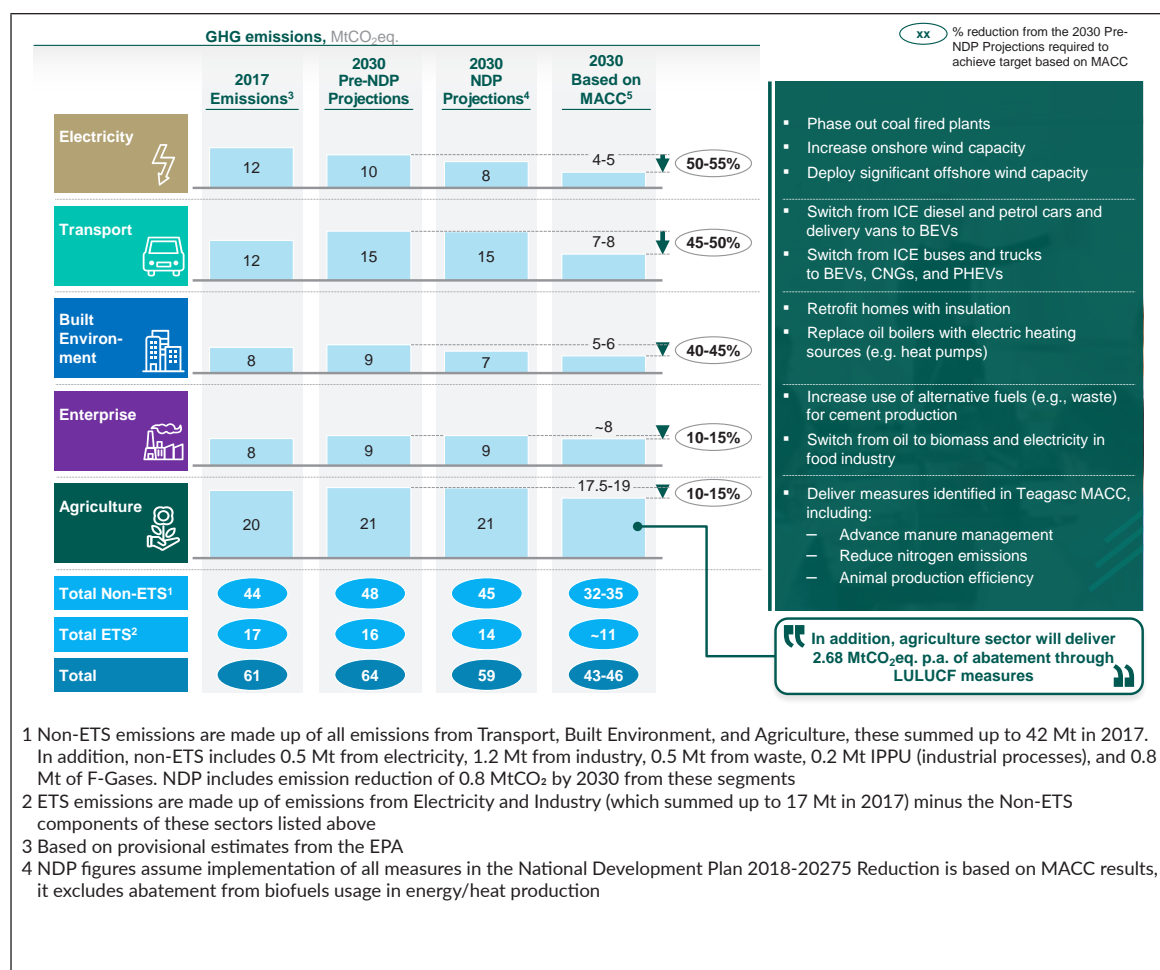 GHG emissions, MtCO₂eq.
xx
% reduction from the 2030 Pre-
NDP Projections required to
achieve target based on MACC
2017
Emissions³
2030
Pre-NDP
Projections
2030
NDP
Projections⁴
2030
Based on
MACC⁵
Electricity
12
10
8
4-5
50-55%
▪ Phase out coal fired plants
▪ Increase onshore wind capacity
▪ Deploy significant offshore wind capacity
Transport
12
15
15
7-8
45-50%
▪ Switch from ICE diesel and petrol cars and
delivery vans to BEVs
▪ Switch from ICE buses and trucks
to BEVs, CNGs, and PHEVs
Built
Environ-
ment
8
9
7
5-6
40-45%
▪ Retrofit homes with insulation
▪ Replace oil boilers with electric heating
sources (e.g. heat pumps)
Enterprise
8
9
9
~8
10-15%
▪ Increase use of alternative fuels (e.g., waste)
for cement production
▪ Switch from oil to biomass and electricity in
food industry
Agriculture
20
21
21
17.5-19
10-15%
▪ Deliver measures identified in Teagasc MACC,
including:
– Advance manure management
– Reduce nitrogen emissions
– Animal production efficiency
Total Non-ETS¹
44
48
45
32-35
Total ETS²
17
16
14
~11
Total
61
64
59
43-46
In addition, agriculture sector will deliver
2.68 MtCO₂eq. p.a. of abatement through
LULUCF measures
1 Non-ETS emissions are made up of all emissions from Transport, Built Environment, and Agriculture, these summed up to 42 Mt in 2017.
In addition, non-ETS includes 0.5 Mt from electricity, 1.2 Mt from industry, 0.5 Mt from waste, 0.2 Mt IPPU (industrial processes), and 0.8
Mt of F-Gases. NDP includes emission reduction of 0.8 MtCO₂ by 2030 from these segments
2 ETS emissions are made up of emissions from Electricity and Industry (which summed up to 17 Mt in 2017) minus the Non-ETS
components of these sectors listed above
3 Based on provisional estimates from the EPA
4 NDP figures assume implementation of all measures in the National Development Plan 2018-20275 Reduction is based on MACC results,
it excludes abatement from biofuels usage in energy/heat production